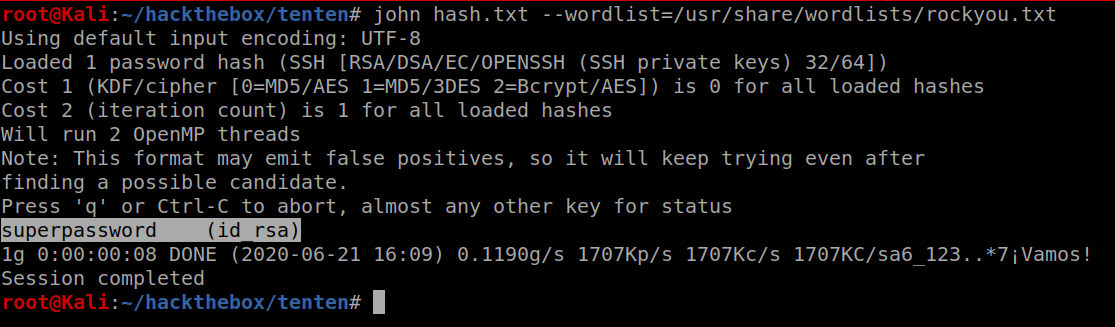 root@Kali:~/hackthebox/tenten# john hash.txt --wordlist=/usr/share/wordlists/rockyou.txt
Using default input encoding: UTF-8
Loaded 1 password hash (SSH [RSA/DSA/EC/OPENSSH (SSH private keys) 32/64])
Cost 1 (KDF/cipher [0=MD5/AES 1=MD5/3DES 2=Bcrypt/AES]) is 0 for all loaded hashes
Cost 2 (iteration count) is 1 for all loaded hashes
Will run 2 OpenMP threads
Note: This format may emit false positives, so it will keep trying even after
finding a possible candidate.
Press 'q' or Ctrl-C to abort, almost any other key for status
superpassword    (id_rsa)
1g 0:00:00:08 DONE (2020-06-21 16:09) 0.1190g/s 1707Kp/s 1707Kc/s 1707KC/sa6_123..*7¡Vamos!
Session completed
root@Kali:~/hackthebox/tenten#